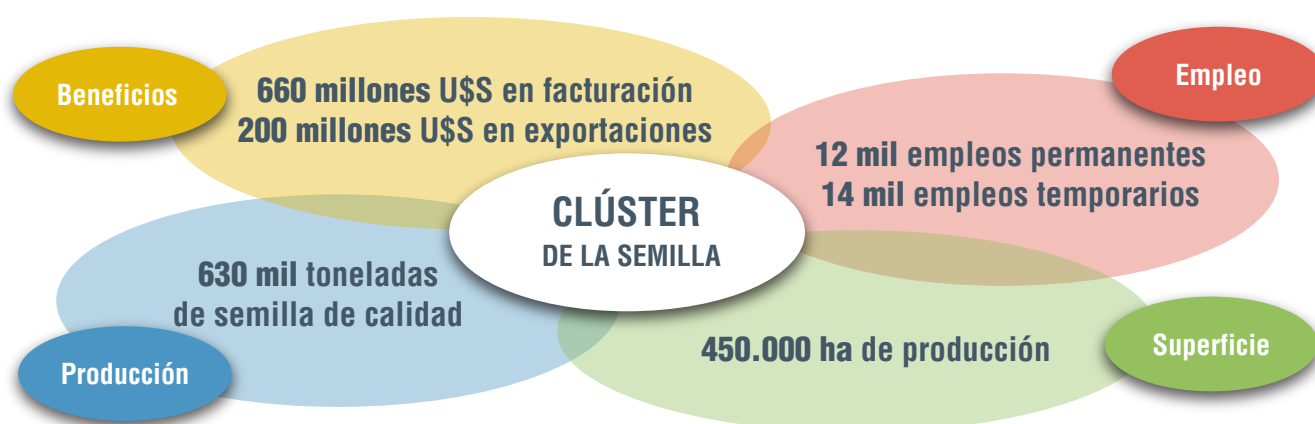 Beneficios
660 millones U$S en facturación
200 millones U$S en exportaciones
Empleo
12 mil empleos permanentes
14 mil empleos temporarios
CLÚSTER
DE LA SEMILLA
630 mil toneladas
de semilla de calidad
Producción
450.000 ha de producción
Superficie